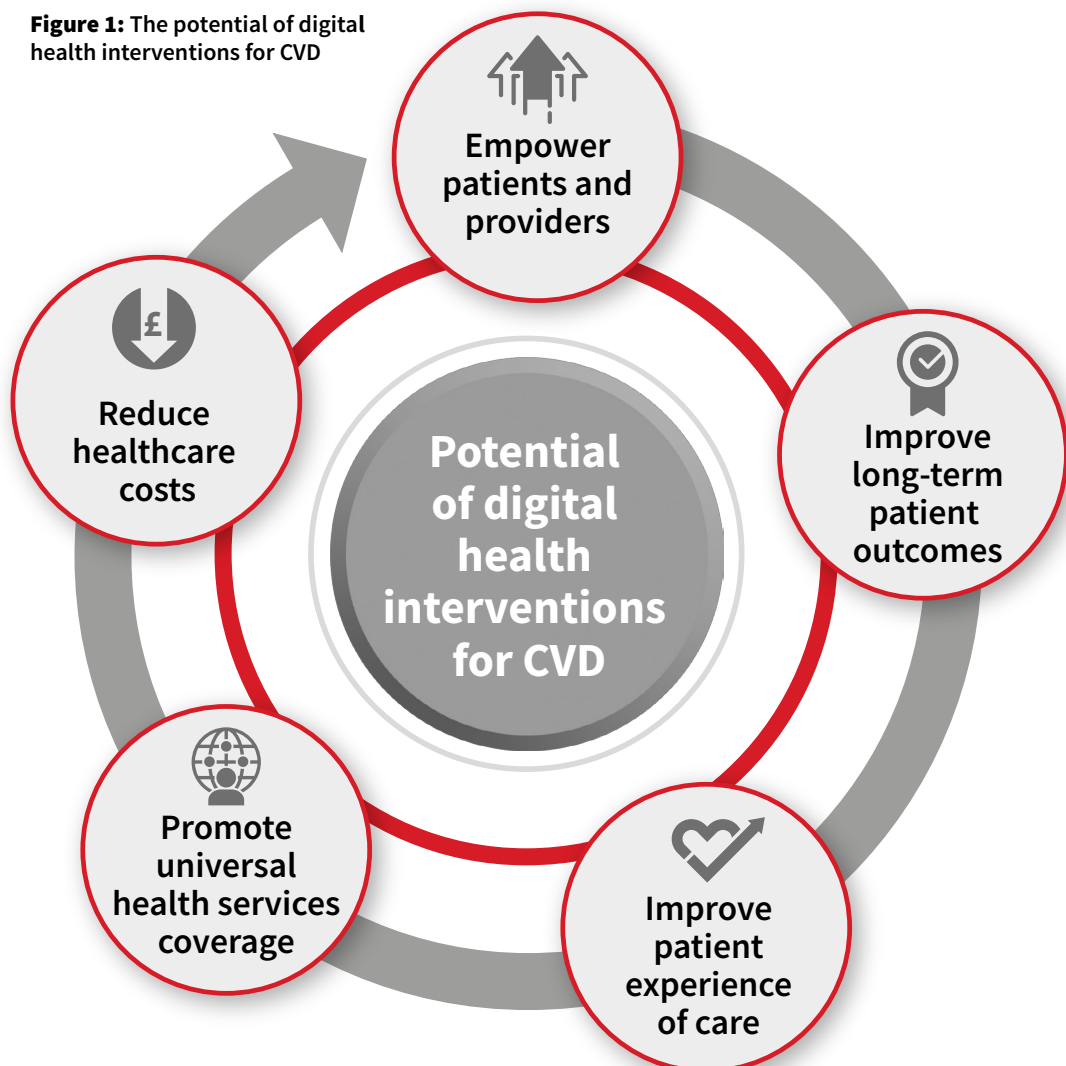 Figure 1: The potential of digital
health interventions for CVD
Empower
patients and
providers
Improve
long-term
patient
outcomes
Improve
patient
experience
of care
Promote
universal
health services
coverage
£
Reduce
healthcare
costs
Potential
of digital
health
interventions
for CVD